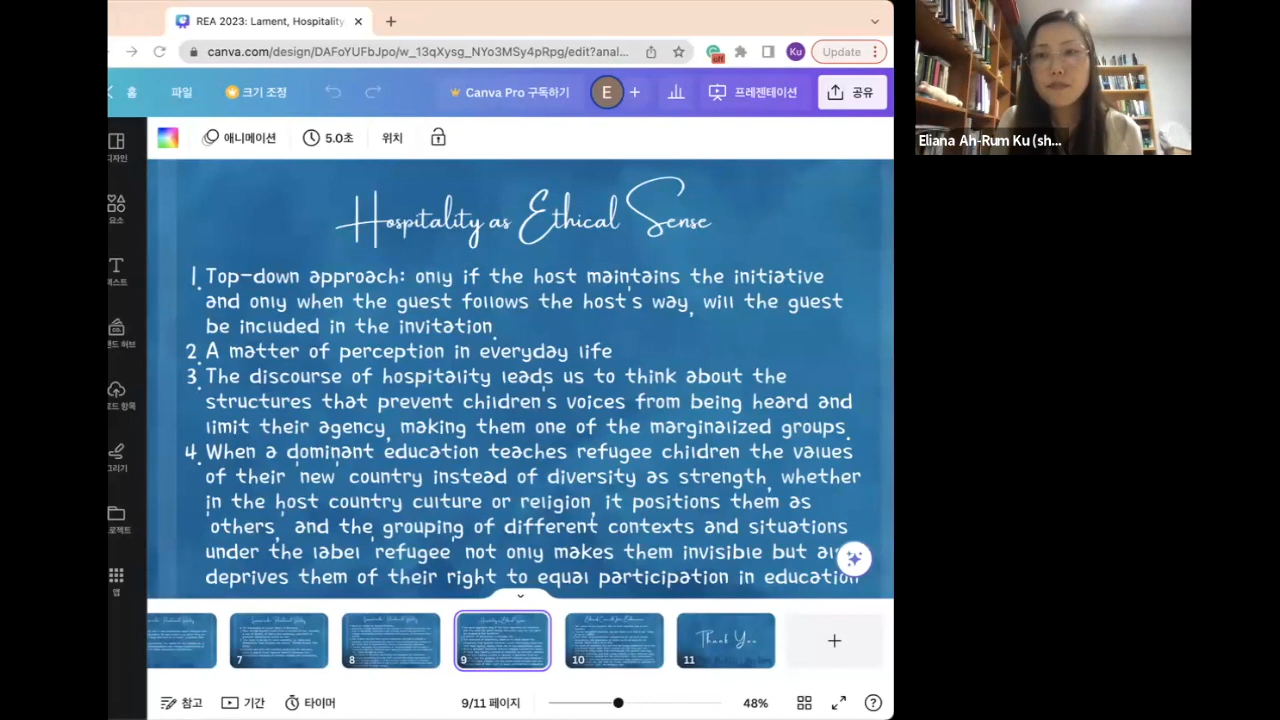 REA 2023: Lament, Hospitality
canva.com/design/DAFoYUFbJpo/w_13qXysg_NYo3MSy4pRpg/edit?anal...
off
Ku
Update
홈
파일
크기 조정
Canva Pro 구독하기
E
프레젠테이션
공유
애니메이션
5.0초
위치
디자인
요소
Hospitality as Ethical Sense
1. Top-down approach: only if the host maintains the initiative
and only when the guest follows the host's way, will the guest
be included in the invitation.
2. A matter of perception in everyday life
3. The discourse of hospitality leads us to think about the
structures that prevent children's voices from being heard and
limit their agency, making them one of the marginalized groups.
4. When a 'dominant' education teaches refugee children the values
of their 'new' country instead of diversity as strength, whether
in the host country culture or religion, it positions them as
'others,' and the grouping of different contexts and situations
under the label 'refugee' not only makes them invisible but
deprives them of their right to equal participation in education
앱
7
8
9
10
Thank You
11
참고
기간
타이머
9/11 페이지
48%
Eliana Ah-Rum Ku (sh...